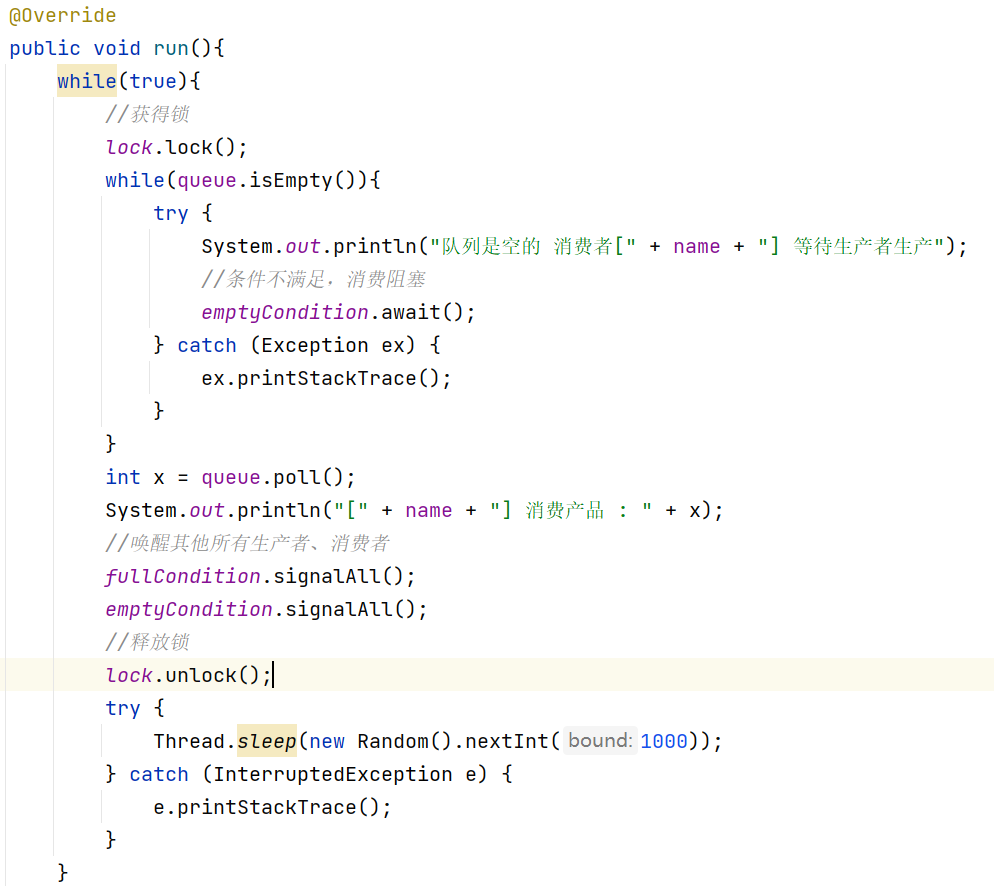 @Override
public void run(){
    while(true){
        //获得锁
        lock.lock();
        while(queue.isEmpty()){
            try {
                System.out.println("队列是空的 消费者[" + name + "] 等待生产者生产");
                //条件不满足，消费阻塞
                emptyCondition.await();
            } catch (Exception ex) {
                ex.printStackTrace();
            }
        }
        int x = queue.poll();
        System.out.println("[" + name + "] 消费产品 : " + x);
        //唤醒其他所有生产者、消费者
        fullCondition.signalAll();
        emptyCondition.signalAll();
        //释放锁
        lock.unlock();
        try {
            Thread.sleep(new Random().nextInt( bound: 1000));
        } catch (InterruptedException e) {
            e.printStackTrace();
        }
    }